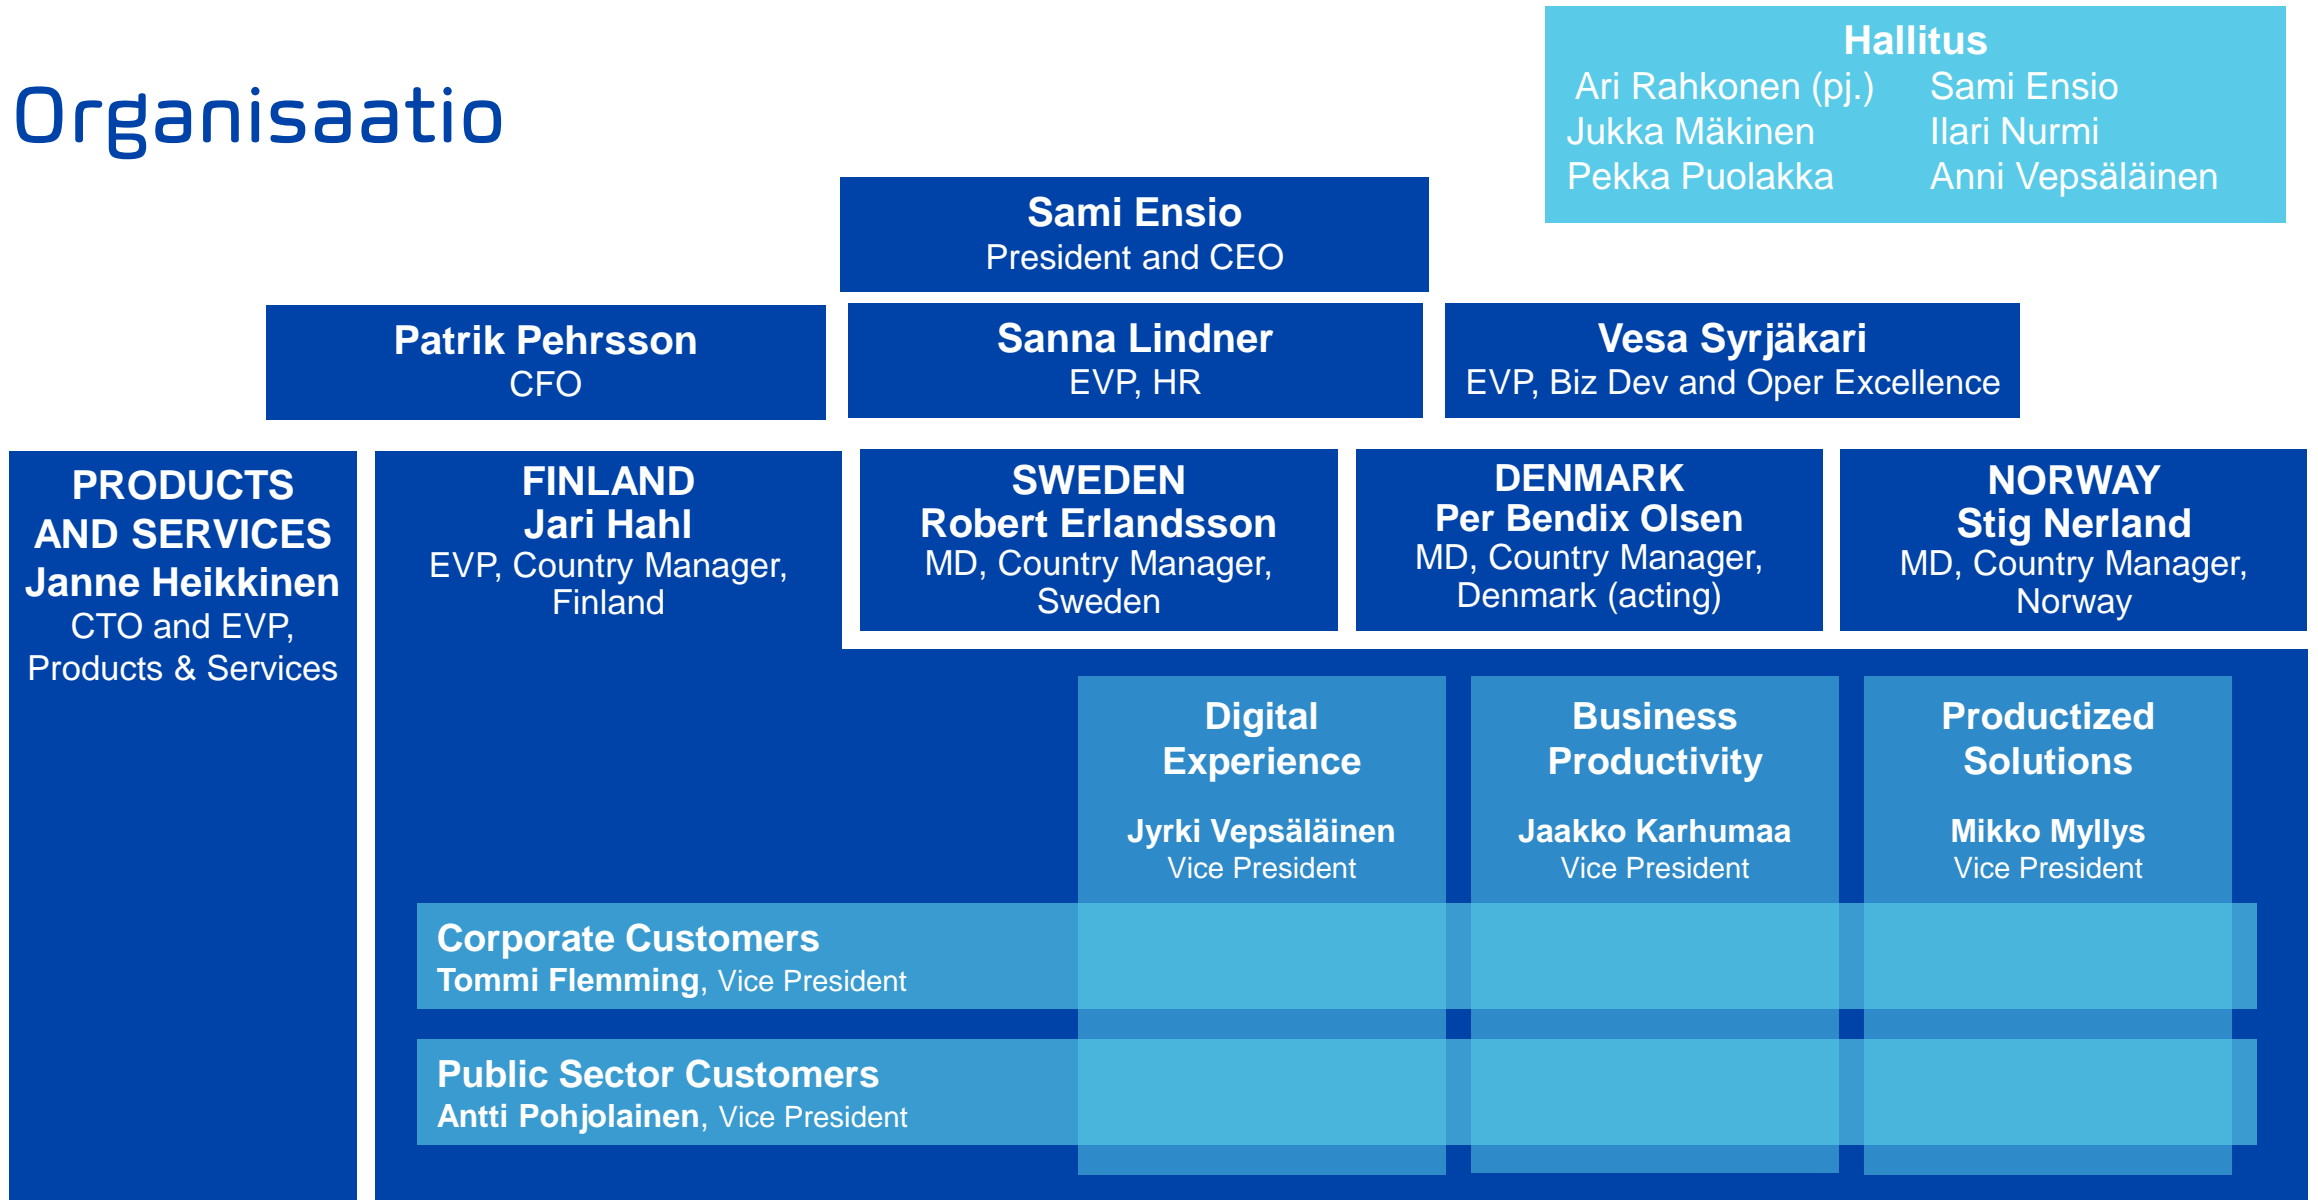 Organisaatio
Hallitus
Ari Rahkonen (pj.) Sami Ensio
Jukka Mäkinen Ilari Nurmi
Pekka Puolakka Anni Vepsäläinen
Sami Ensio
President and CEO
Patrik Pehrsson
CFO
Sanna Lindner
EVP, HR
Vesa Syrjäkari
EVP, Biz Dev and Oper Excellence
PRODUCTS
AND SERVICES
Janne Heikkinen
CTO and EVP,
Products & Services
FINLAND
Jari Hahl
EVP, Country Manager,
Finland
SWEDEN
Robert Erlandsson
MD, Country Manager,
Sweden
DENMARK
Per Bendix Olsen
MD, Country Manager,
Denmark (acting)
NORWAY
Stig Nerland
MD, Country Manager,
Norway
Digital
Experience
Jyrki Vepsäläinen
Vice President
Business
Productivity
Jaakko Karhumaa
Vice President
Productized
Solutions
Mikko Myllys
Vice President
Corporate Customers
Tommi Flemming, Vice President
Public Sector Customers
Antti Pohjolainen, Vice President